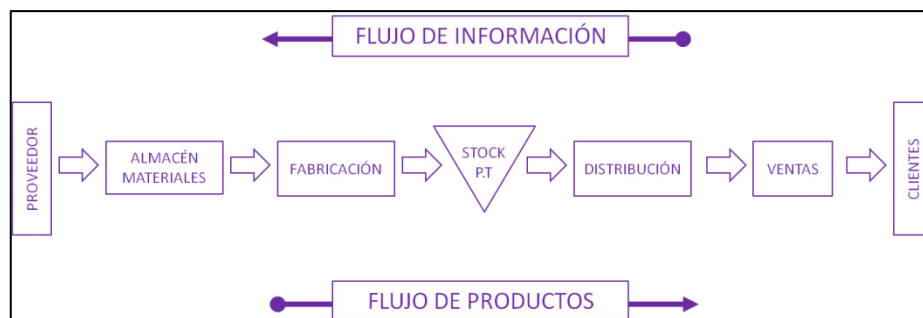 FLUJO DE INFORMACIÓN
PROVEEDOR
ALMACÉN
MATERIALES
FABRICACIÓN
STOCK
P.T
DISTRIBUCIÓN
VENTAS
CLIENTES
FLUJO DE PRODUCTOS